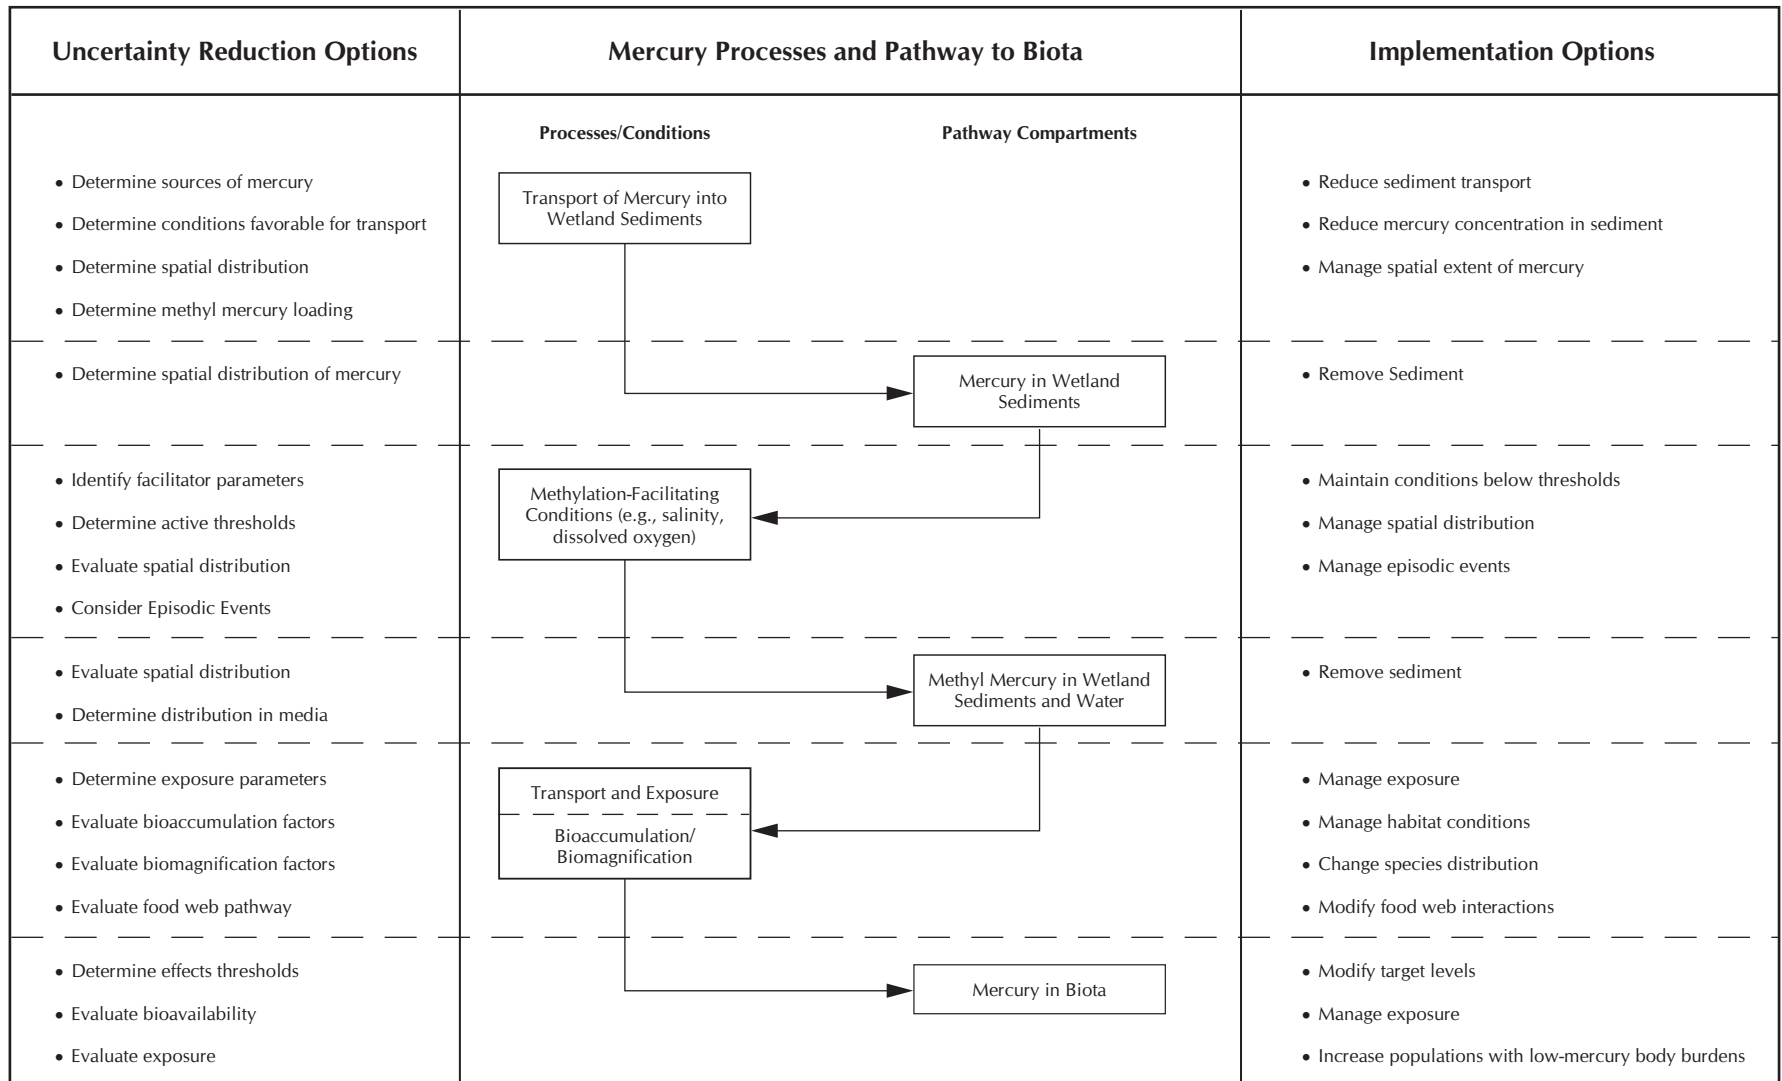 Uncertainty Reduction Options
Mercury Processes and Pathway to Biota
Implementation Options
Processes/Conditions
Pathway Compartments
• Determine sources of mercury
• Determine conditions favorable for transport
• Determine spatial distribution
• Determine methyl mercury loading
Transport of Mercury into
Wetland Sediments
• Reduce sediment transport
• Reduce mercury concentration in sediment
• Manage spatial extent of mercury
• Determine spatial distribution of mercury
Mercury in Wetland
Sediments
• Remove Sediment
• Identify facilitator parameters
• Determine active thresholds
• Evaluate spatial distribution
• Consider Episodic Events
Methylation-Facilitating
Conditions (e.g., salinity,
dissolved oxygen)
• Maintain conditions below thresholds
• Manage spatial distribution
• Manage episodic events
• Evaluate spatial distribution
• Determine distribution in media
Methyl Mercury in Wetland
Sediments and Water
• Remove sediment
• Determine exposure parameters
• Evaluate bioaccumulation factors
• Evaluate biomagnification factors
• Evaluate food web pathway
Transport and Exposure
Bioaccumulation/
Biomagnification
• Manage exposure
• Manage habitat conditions
• Change species distribution
• Modify food web interactions
• Determine effects thresholds
• Evaluate bioavailability
• Evaluate exposure
Mercury in Biota
• Modify target levels
• Manage exposure
• Increase populations with low-mercury body burdens